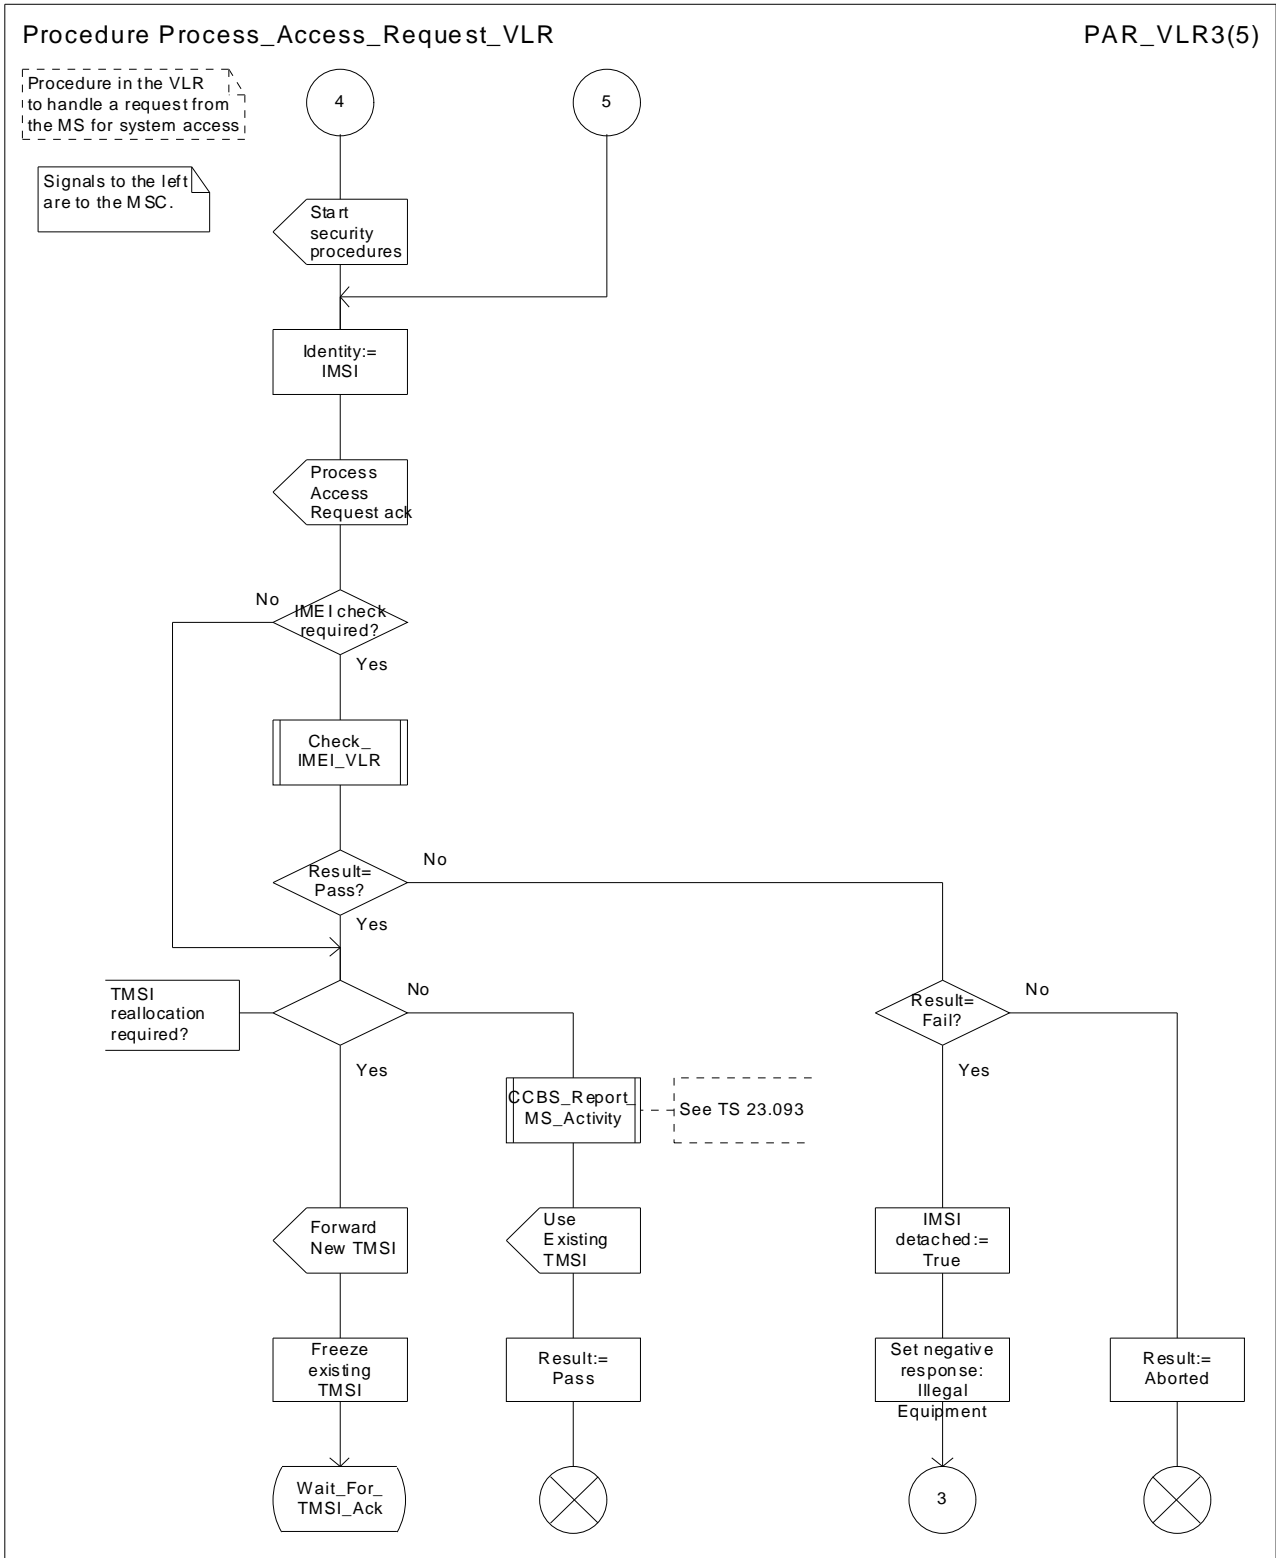 Procedure Process_Access_Request_VLR
PAR_VLR3(5)
Procedure in the VLR
to handle a request from
the MS for system access
4
5
Signals to the left
are to the MSC.
Start
security
procedures
Identity:=
IMSI
Process
Access
Request ack
No
IMEI check
required?
Yes
Check_
IMEI_VLR
No
Result=
Pass?
Yes
TMSI
reallocation
required?
No
Yes
Result=
Fail?
No
Yes
CCBS_Report_
MS_Activity
See TS 23.093
Forward
New TMSI
Use
Existing
TMSI
IMSI
detached:=
True
Freeze
existing
TMSI
Result:=
Pass
Set negative
response:
Illegal
Equipment
Result:=
Aborted
Wait_For_
TMSI_Ack
3